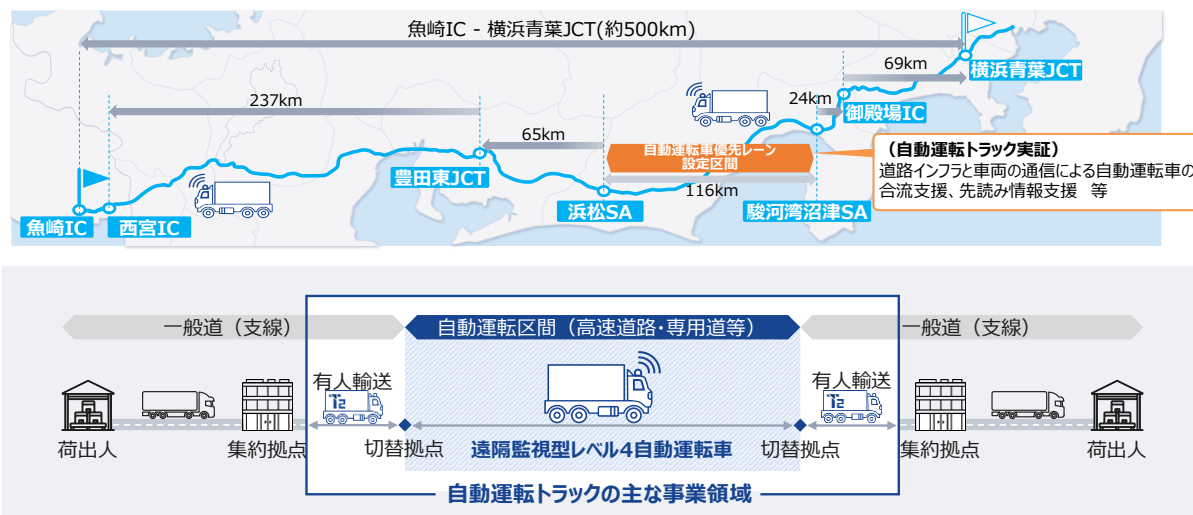 魚崎IC - 横浜青葉JCT(約500km)
69km
横浜青葉JCT
237km
24km
御殿場IC
65km
自動運転車優先レーン
設定区間
(自動運転トラック実証)
道路インフラと車両の通信による自動運転車の
合流支援、先読み情報支援 等
豊田東JCT
116km
浜松SA
駿河湾沼津SA
魚崎IC
西宮IC
一般道(支線)
自動運転区間(高速道路・専用道等)
一般道(支線)
有人輸送
有人輸送
T2
T2
荷出人
集約拠点
切替拠点
遠隔監視型レベル4自動運転車
切替拠点
集約拠点
荷出人
自動運転トラックの主な事業領域